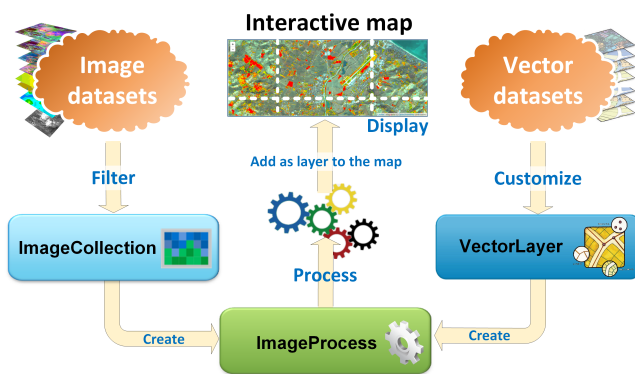 Interactive map
Image
datasets
Vector
datasets
Display
Add as layer to the map
Filter
Customize
ImageCollection
VectorLayer
Process
Create
ImageProcess
Create